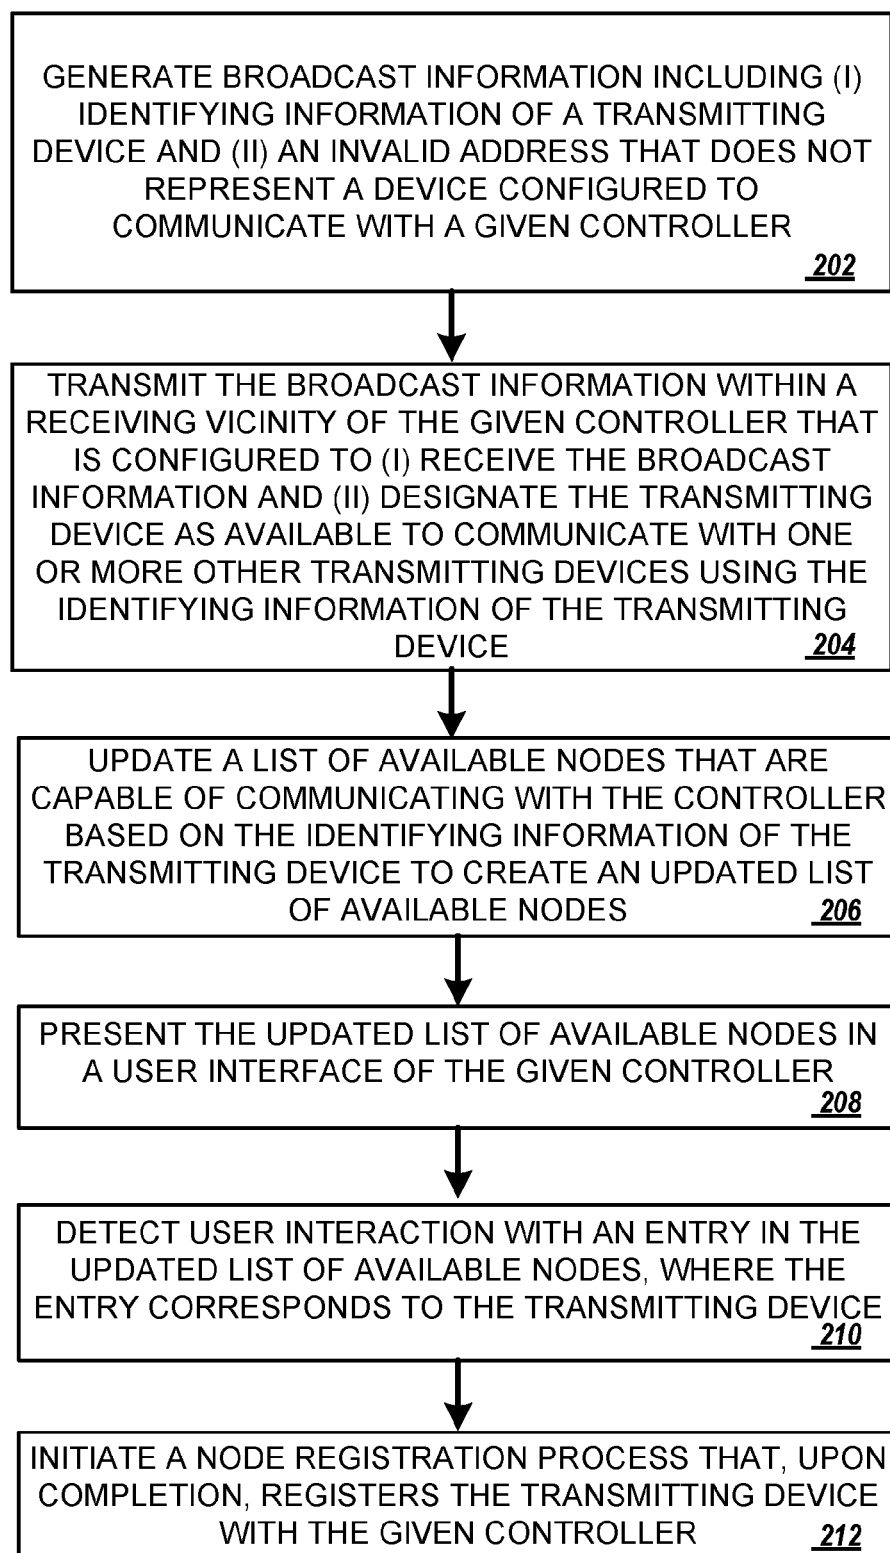 GENERATE BROADCAST INFORMATION INCLUDING (I)
IDENTIFYING INFORMATION OF A TRANSMITTING
DEVICE AND (II) AN INVALID ADDRESS THAT DOES NOT
REPRESENT A DEVICE CONFIGURED TO
COMMUNICATE WITH A GIVEN CONTROLLER
202
TRANSMIT THE BROADCAST INFORMATION WITHIN A
RECEIVING VICINITY OF THE GIVEN CONTROLLER THAT
IS CONFIGURED TO (I) RECEIVE THE BROADCAST
INFORMATION AND (II) DESIGNATE THE TRANSMITTING
DEVICE AS AVAILABLE TO COMMUNICATE WITH ONE
OR MORE OTHER TRANSMITTING DEVICES USING THE
IDENTIFYING INFORMATION OF THE TRANSMITTING
DEVICE 204
UPDATE A LIST OF AVAILABLE NODES THAT ARE
CAPABLE OF COMMUNICATING WITH THE CONTROLLER
BASED ON THE IDENTIFYING INFORMATION OF THE
TRANSMITTING DEVICE TO CREATE AN UPDATED LIST
OF AVAILABLE NODES 206
PRESENT THE UPDATED LIST OF AVAILABLE NODES IN
A USER INTERFACE OF THE GIVEN CONTROLLER
208
DETECT USER INTERACTION WITH AN ENTRY IN THE
UPDATED LIST OF AVAILABLE NODES, WHERE THE
ENTRY CORRESPONDS TO THE TRANSMITTING DEVICE
210
INITIATE A NODE REGISTRATION PROCESS THAT, UPON
COMPLETION, REGISTERS THE TRANSMITTING DEVICE
WITH THE GIVEN CONTROLLER 212